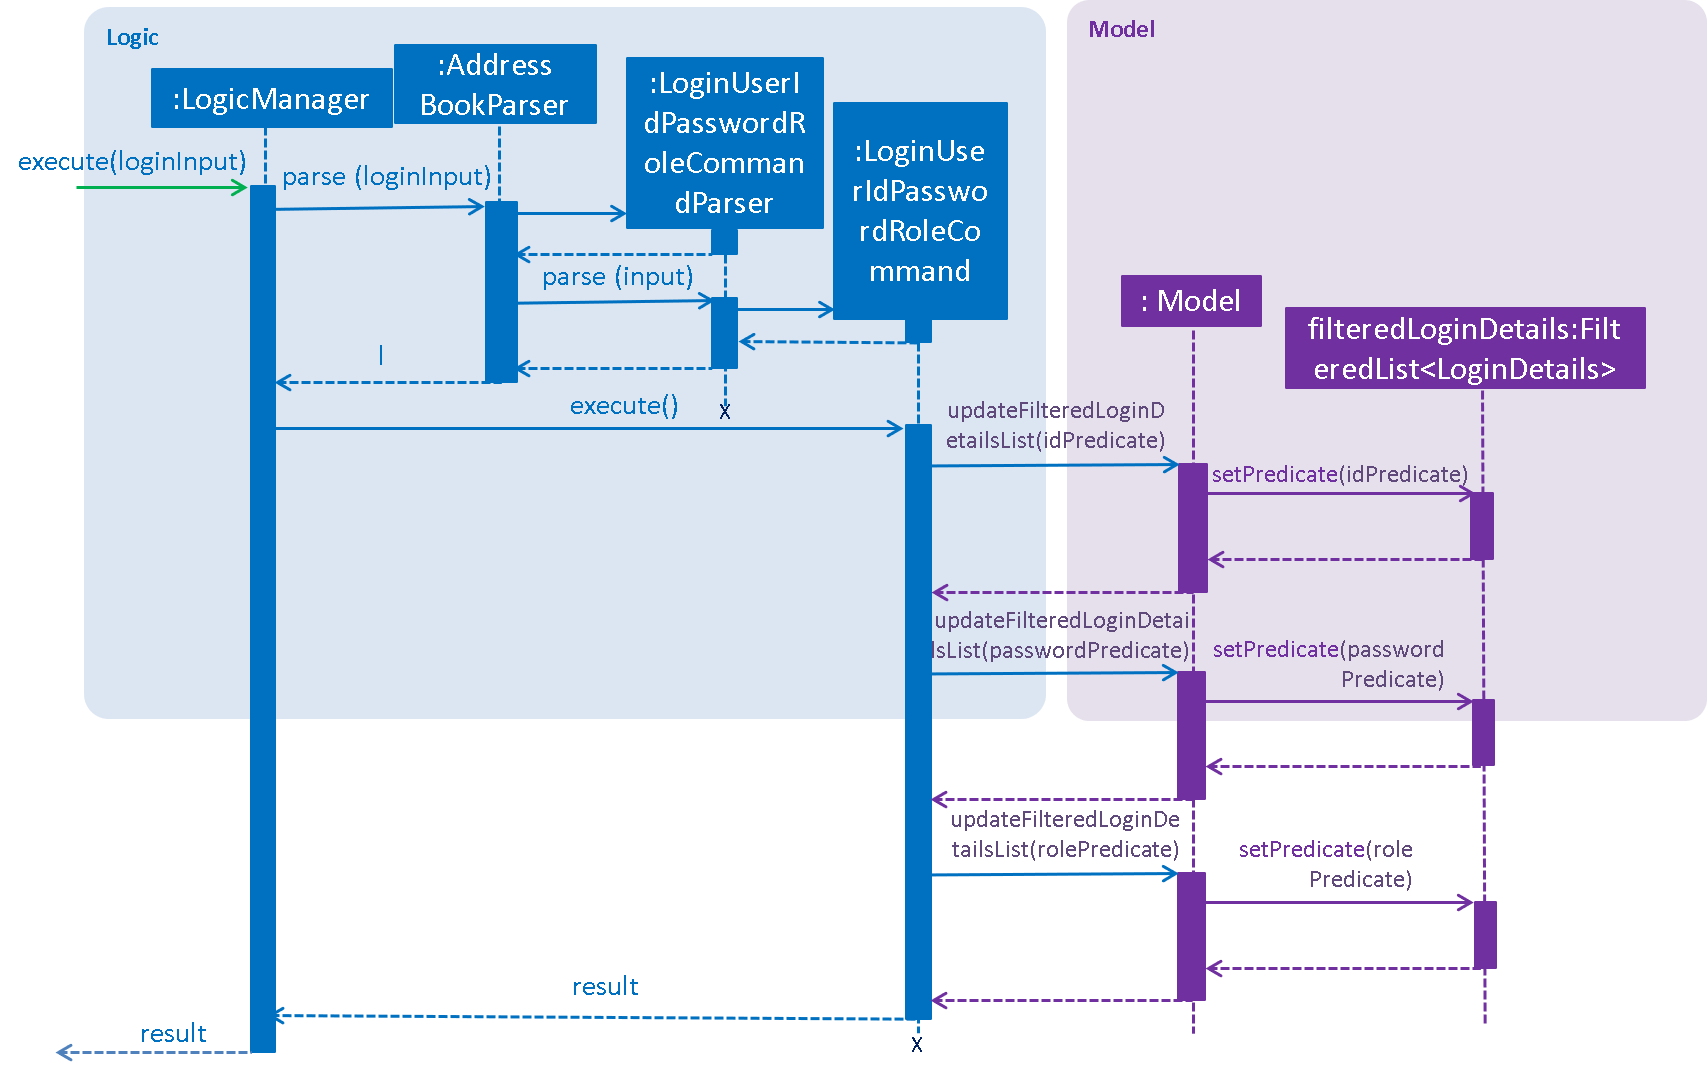 Logic
Model
:LogicManager
:Address
BookParser
:LoginUserI
dPasswordR
oleComman
dParser
:LoginUse
rIdPasswo
rdRoleCo
mmand
: Model
filteredLoginDetails:Filt
eredList<LoginDetails>
execute(loginInput)
parse (loginInput)
parse (input)
l
execute()
X
updateFilteredLoginD
etailsList(idPredicate)
setPredicate(idPredicate)
updateFilteredLoginDetai
lsList(passwordPredicate)
setPredicate(password
Predicate)
updateFilteredLoginDe
tailsList(rolePredicate)
setPredicate(role
Predicate)
result
result
X